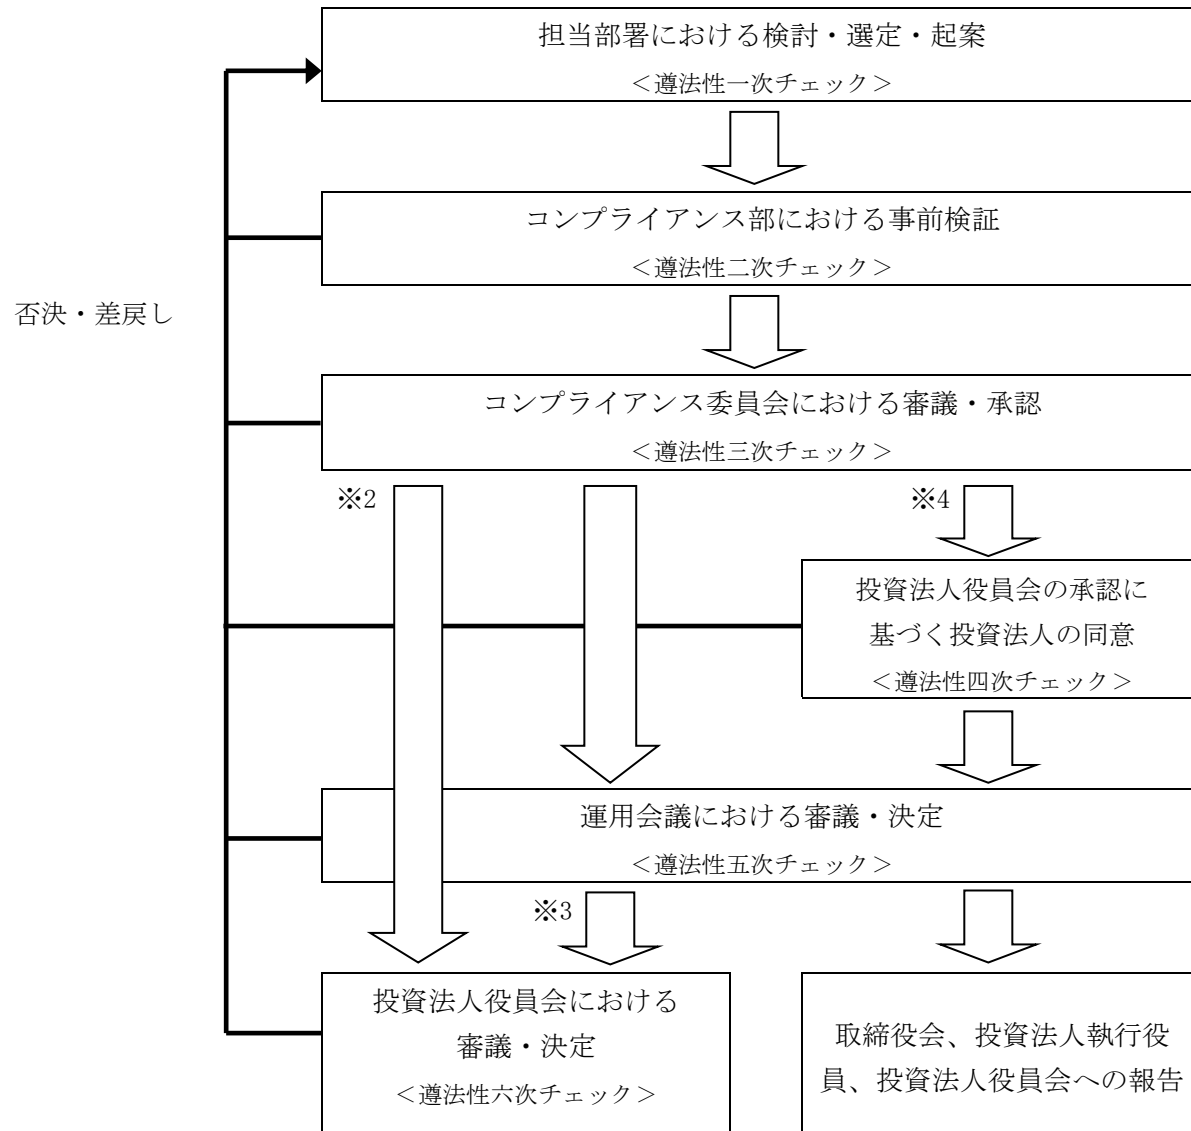 担当部署における検討・選定・起案
＜遵法性一次チェック＞
コンプライアンス部における事前検証
＜遵法性二次チェック＞
否決・差戻し
コンプライアンス委員会における審議・承認
＜遵法性三次チェック＞
※2
※4
投資法人役員会の承認に
基づく投資法人の同意
＜遵法性四次チェック＞
運用会議における審議・決定
＜遵法性五次チェック＞
※3
投資法人役員会における
審議・決定
＜遵法性六次チェック＞
取締役会、投資法人執行役
員、投資法人役員会への報告